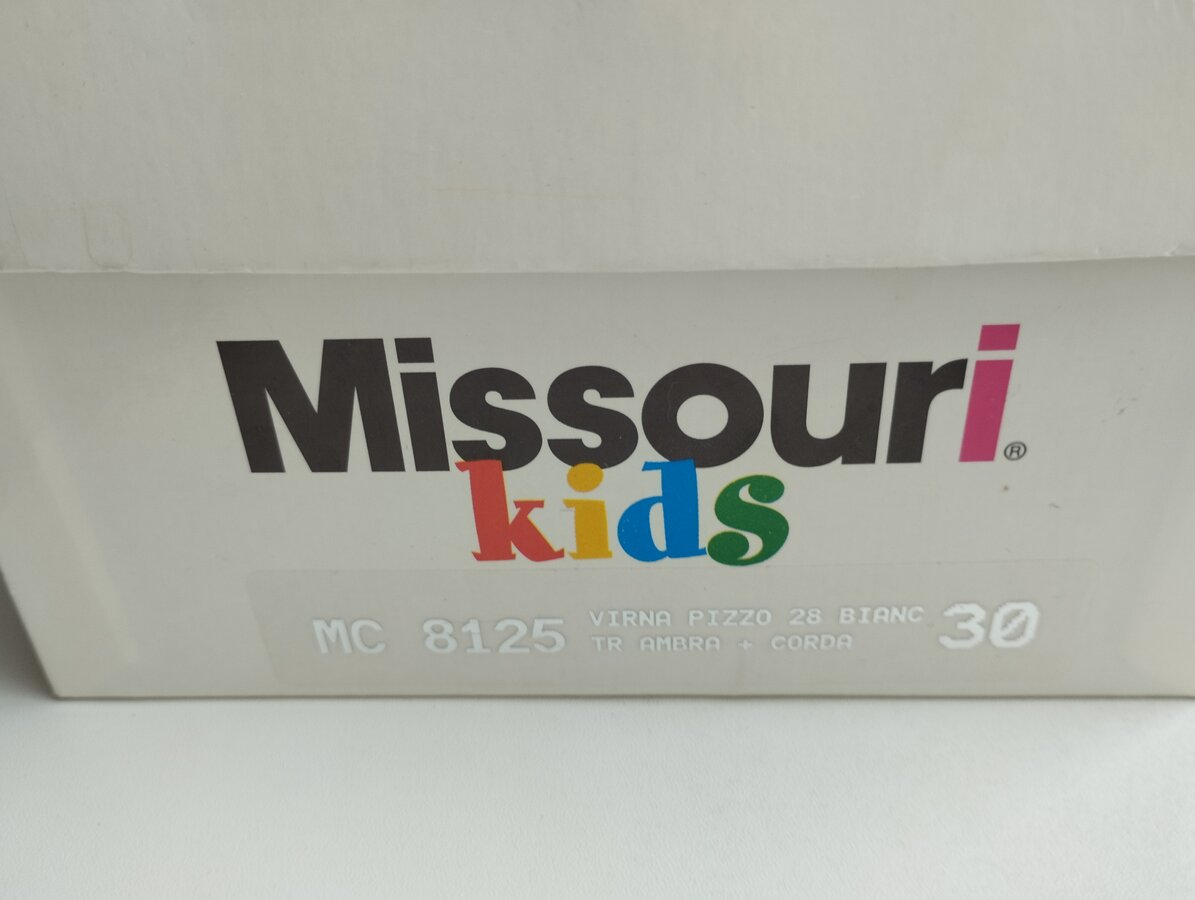 Missouri®
kids
MC 8125 VIRNA PIZZO 28 BIANC 30
TR AMBRA + CORDA